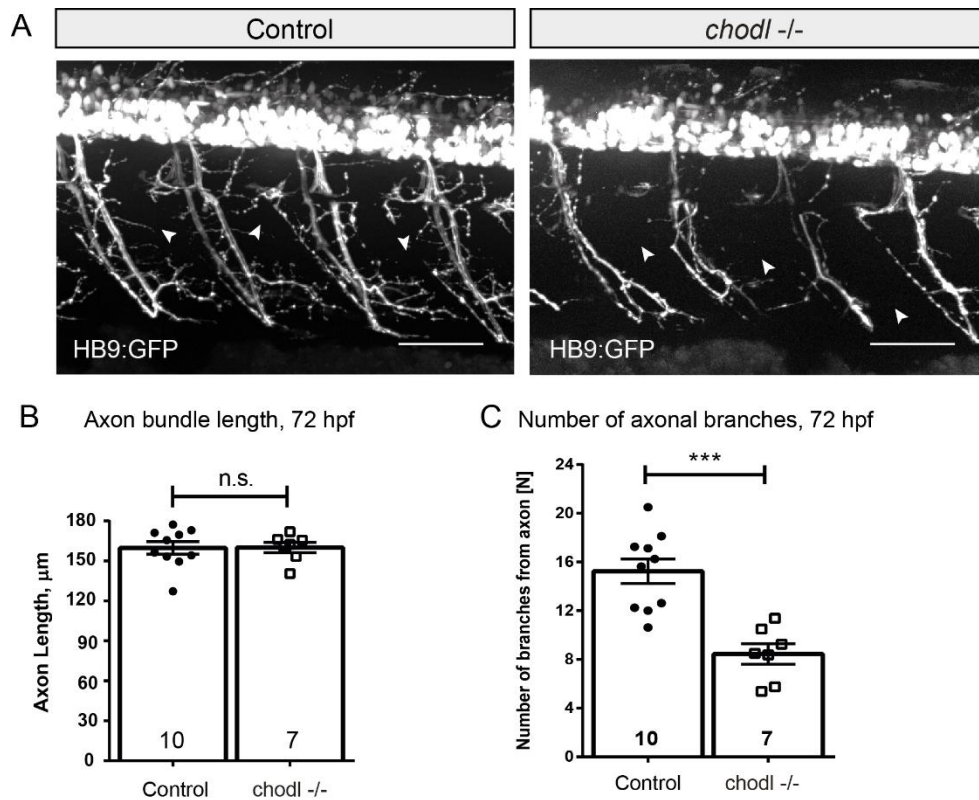 A
Control
chodl -/-
HB9:GFP
HB9:GFP
B Axon bundle length, 72 hpf
n.s.
Axon Length, µm
180
150
120
90
60
30
0
10
7
Control
chodl -/-
C Number of axonal branches, 72 hpf
***
Number of branches from axon [N]
24
20
16
12
8
4
0
10
7
Control
chodl -/-